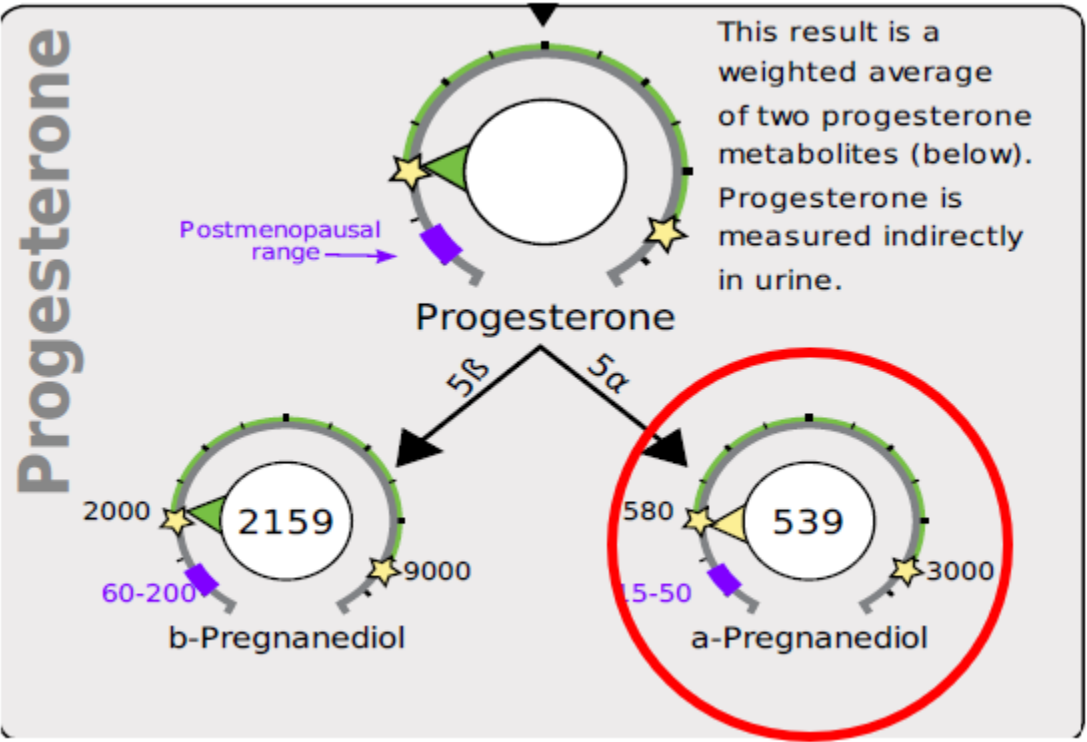 Progesterone
This result is a
weighted average
of two progesterone
metabolites (below).
Progesterone is
measured indirectly
in urine.
Postmenopausal
range
Progesterone
5ß
5α
2000
2159
9000
60-200
b-Pregnanediol
580
539
3000
15-50
a-Pregnanediol